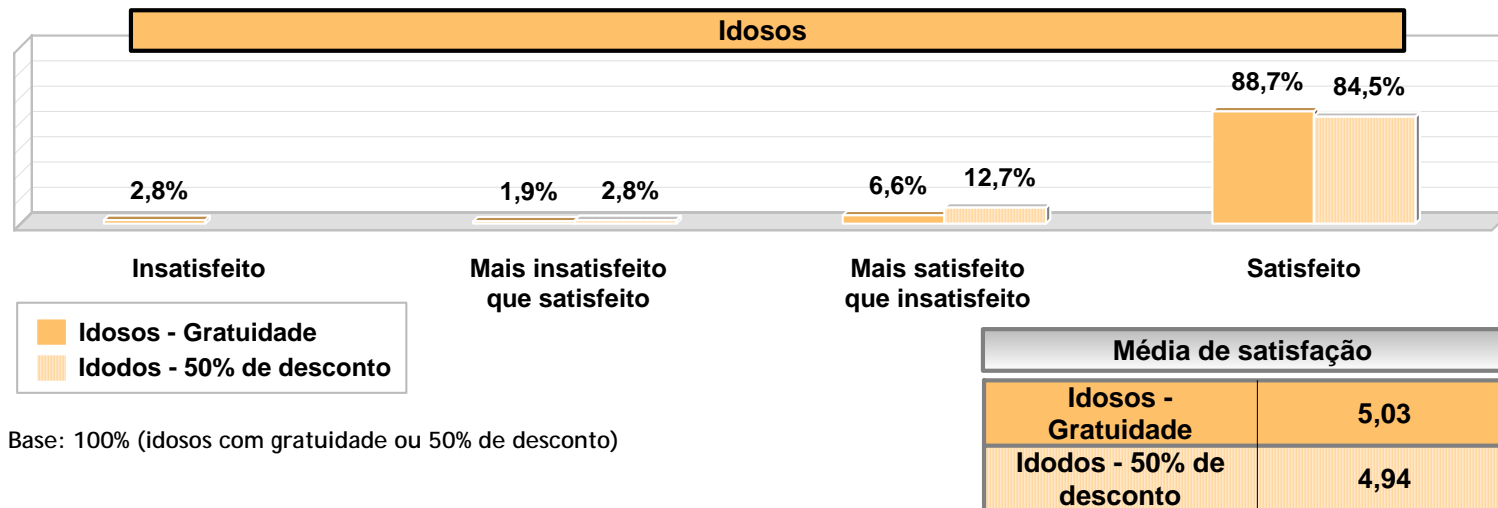 Idosos
88,7%
84,5%
2,8%
1,9%
2,8%
6,6%
12,7%
Insatisfeito
Mais insatisfeito
que satisfeito
Mais satisfeito
que insatisfeito
Satisfeito
Idosos - Gratuidade
Idodos - 50% de desconto
Base: 100% (idosos com gratuidade ou 50% de desconto)
Média de satisfação
Idosos -
Gratuidade
5,03
Idodos - 50% de
desconto
4,94